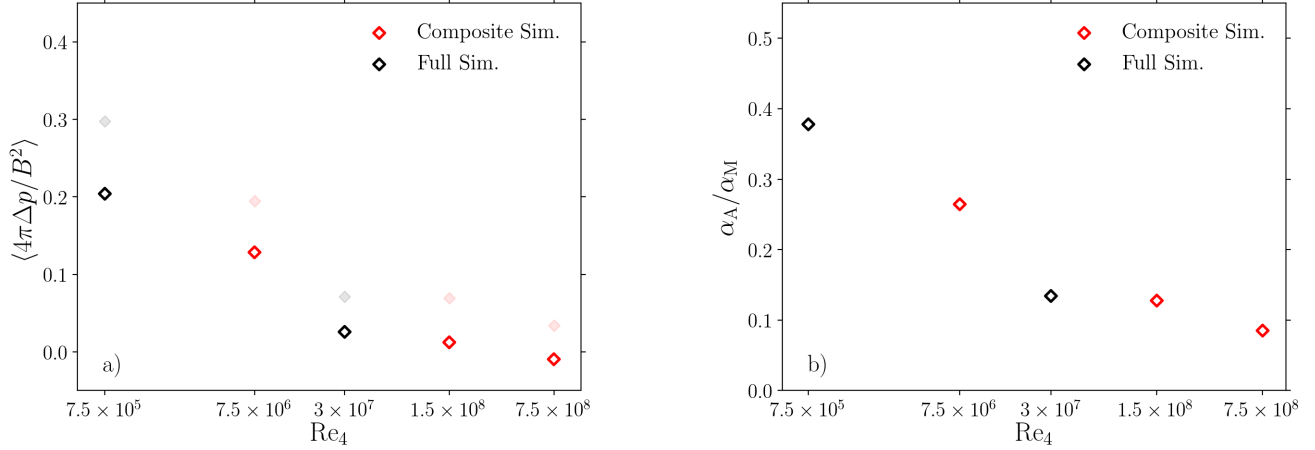 Composite Sim.
Full Sim.
⟨4πΔp/B²⟩
0.4
0.3
0.2
0.1
0.0
a)
7.5 × 10⁵
7.5 × 10⁶
3 × 10⁷
1.5 × 10⁸
7.5 × 10⁸
Re₄
Composite Sim.
Full Sim.
α_A/α_M
0.5
0.4
0.3
0.2
0.1
0.0
b)
7.5 × 10⁵
7.5 × 10⁶
3 × 10⁷
1.5 × 10⁸
7.5 × 10⁸
Re₄